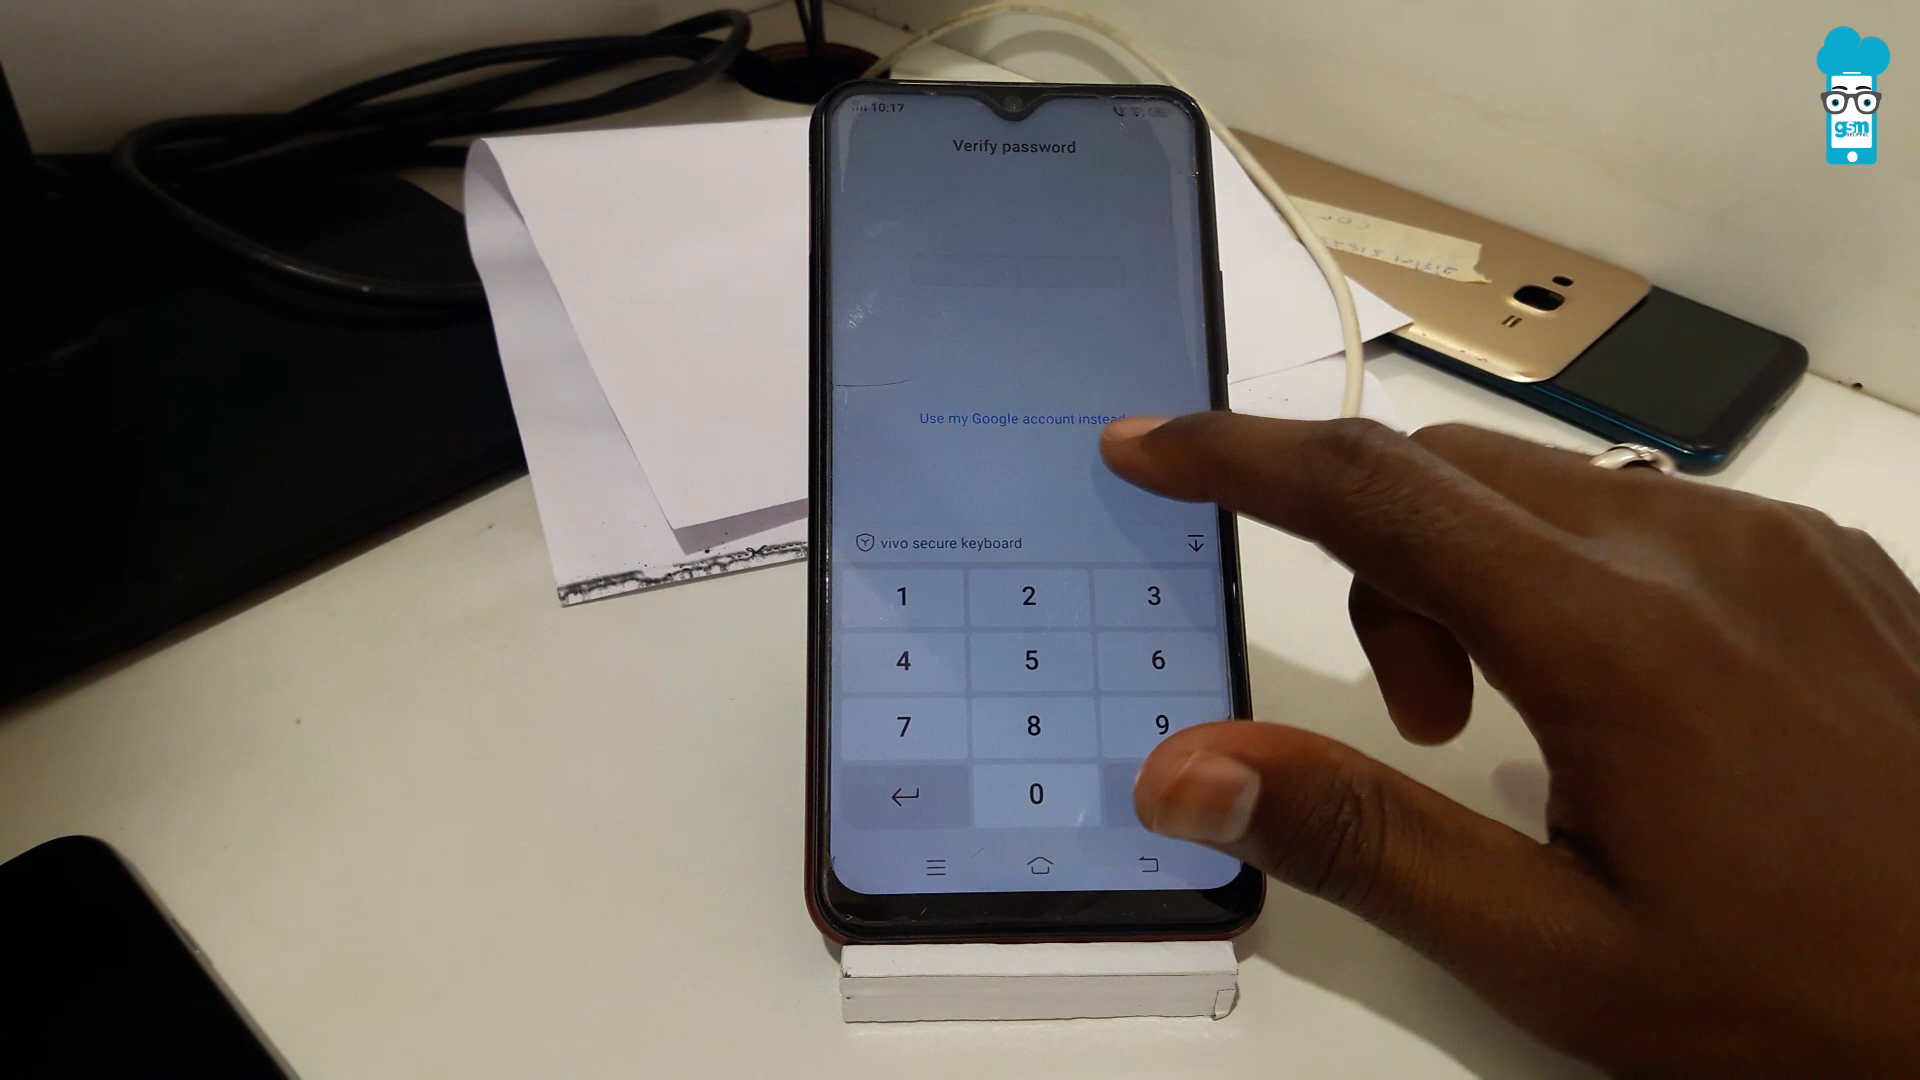 10:17
Verify password
Use my Google account instead
vivo secure keyboard
1 2 3
4 5 6
7 8 9
0
gsm